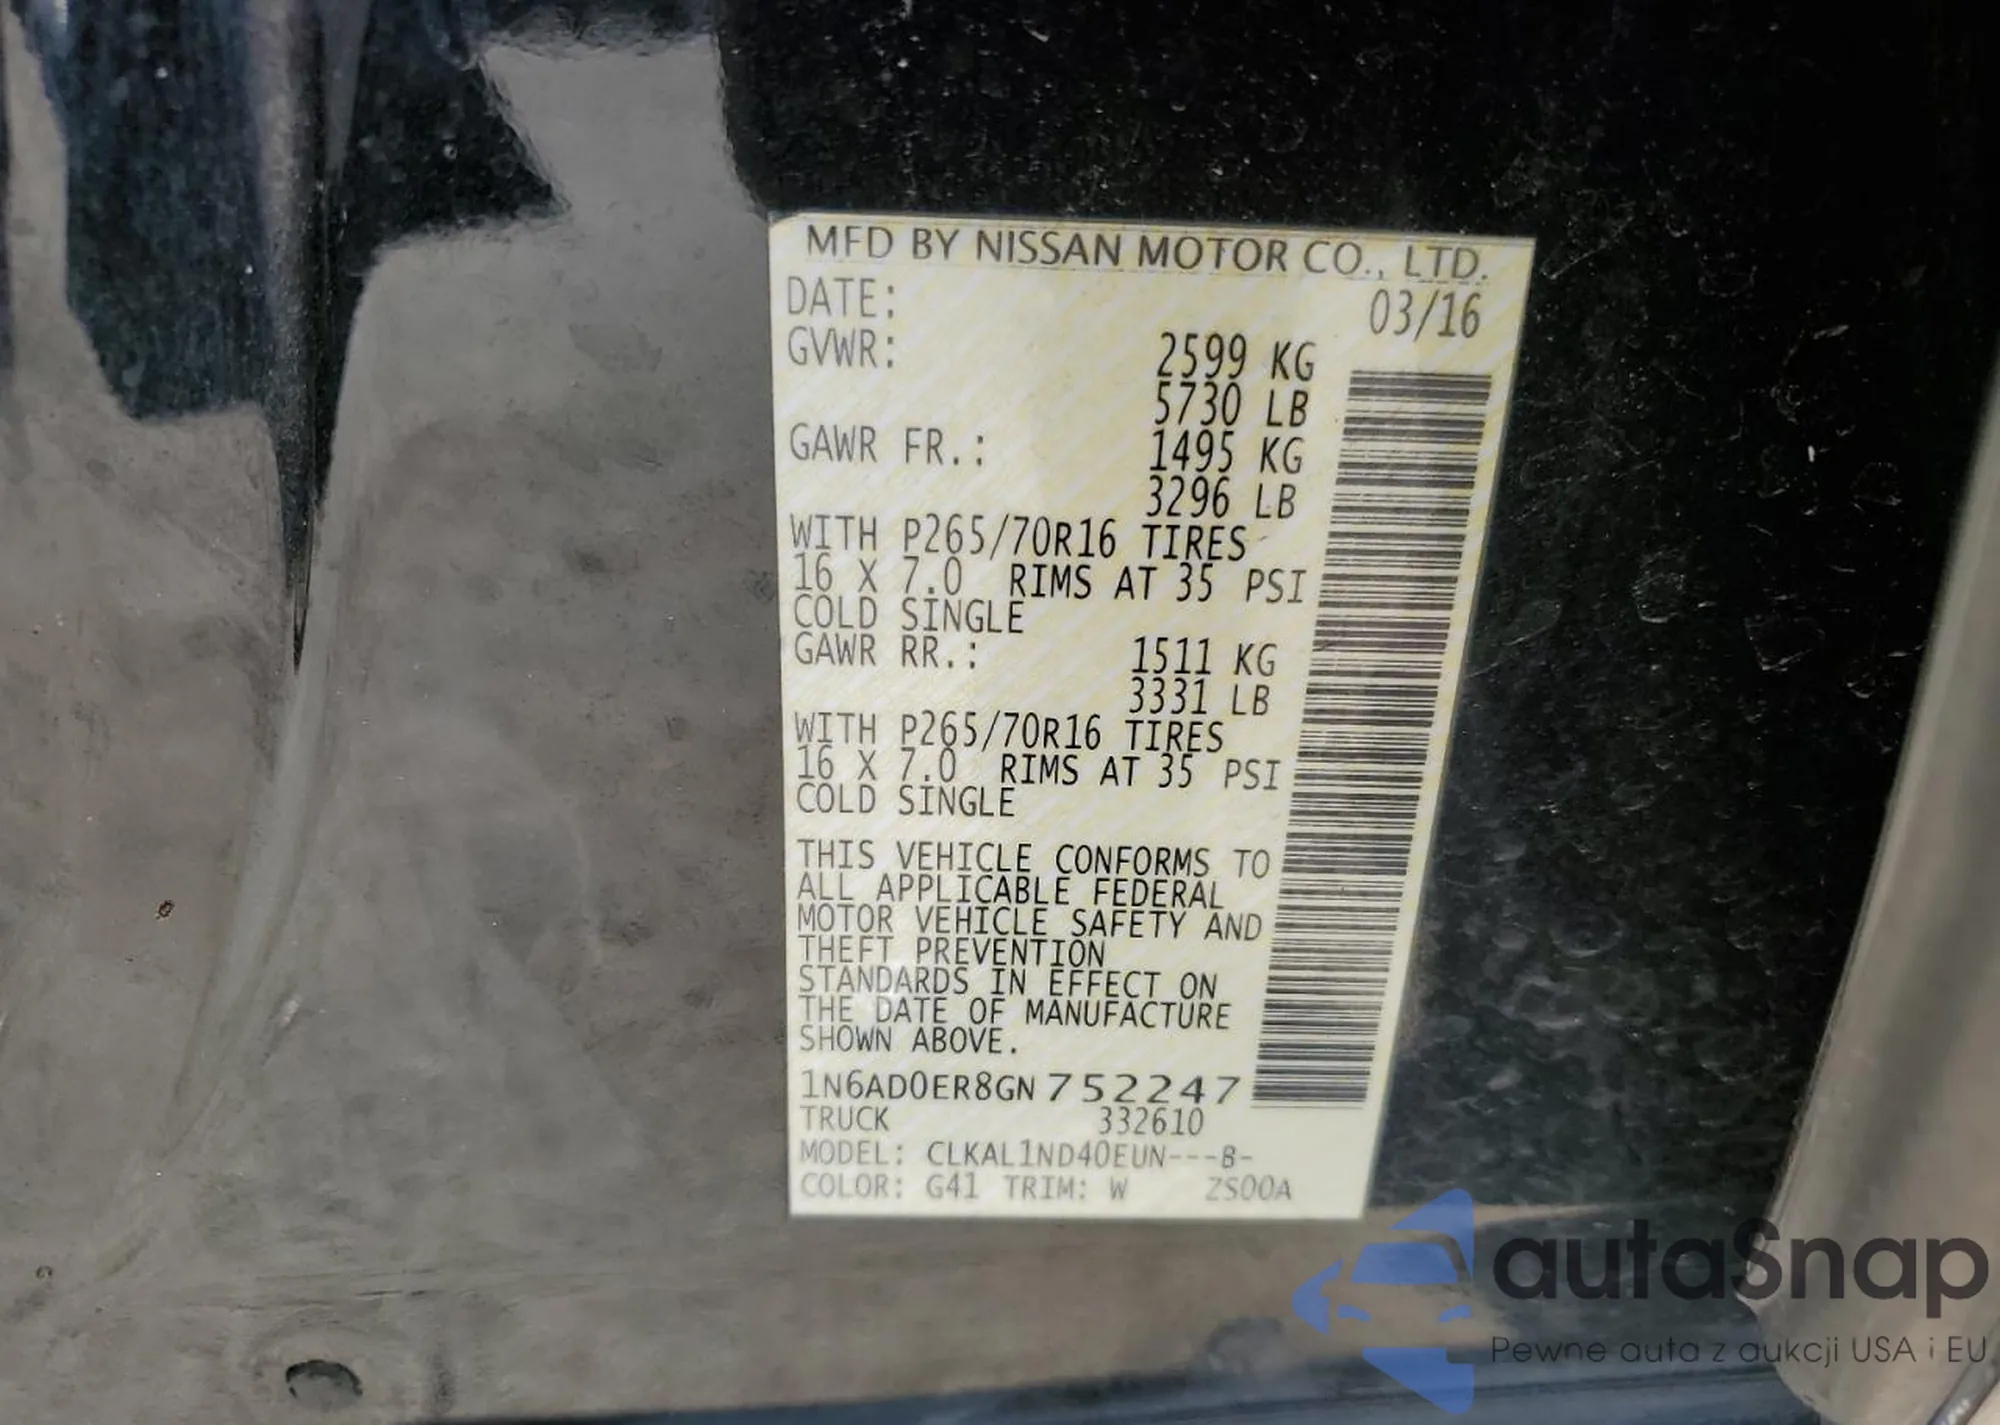 MFD BY NISSAN MOTOR CO., LTD.
DATE: 03/16
GVWR: 2599 KG
5730 LB
GAWR FR.: 1495 KG
3296 LB
WITH P265/70R16 TIRES
16 X 7.0 RIMS AT 35 PSI
COLD SINGLE
GAWR RR.: 1511 KG
3331 LB
WITH P265/70R16 TIRES
16 X 7.0 RIMS AT 35 PSI
COLD SINGLE
THIS VEHICLE CONFORMS TO
ALL APPLICABLE FEDERAL
MOTOR VEHICLE SAFETY AND
THEFT PREVENTION
STANDARDS IN EFFECT ON
THE DATE OF MANUFACTURE
SHOWN ABOVE.
1N6AD0ER8GN752247
TRUCK 332610
MODEL: CLKAL1ND40EUN---B-
COLOR: G41 TRIM: W ZS00A
autaSnap
Pewne auta z aukcji USA i EU